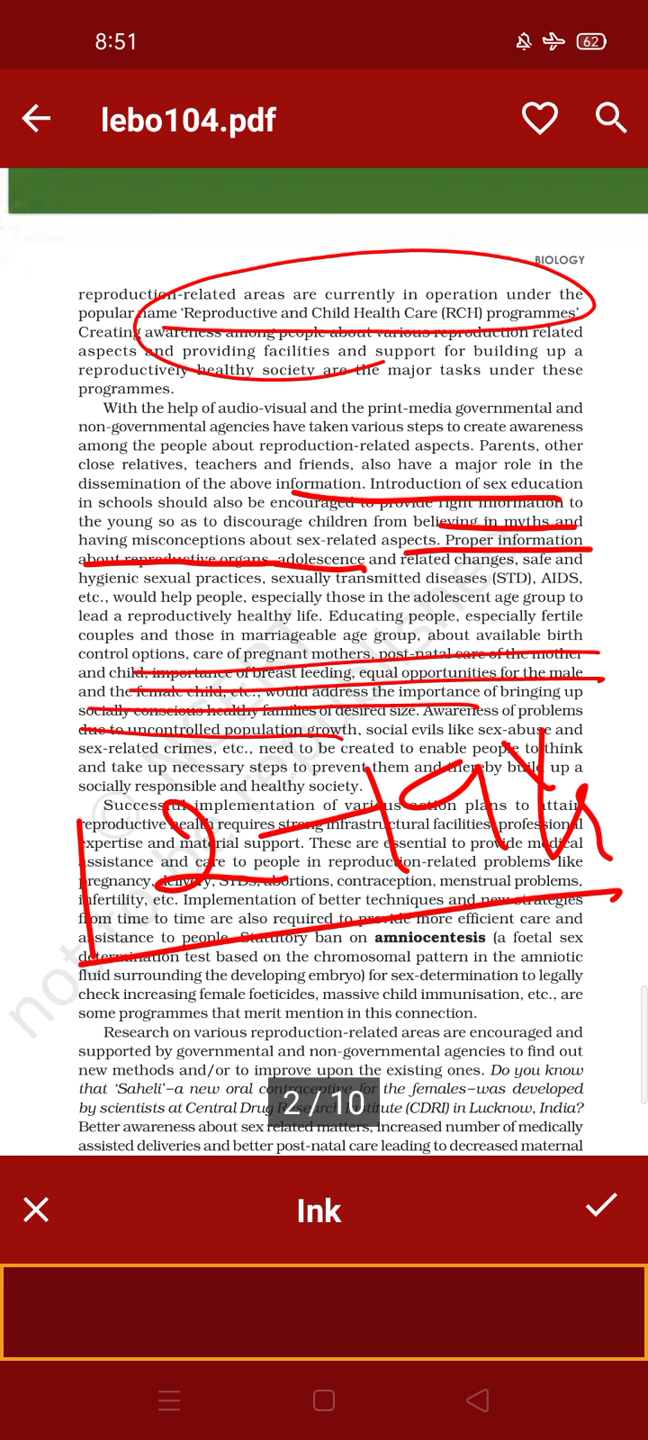 8:51
62
lebo104.pdf
BIOLOGY
reproduction-related areas are currently in operation under the
popular name 'Reproductive and Child Health Care (RCH) programmes'.
Creating awareness among people about various reproduction related
aspects and providing facilities and support for building up a
reproductively healthy society are the major tasks under these
programmes.
With the help of audio-visual and the print-media governmental and
non-governmental agencies have taken various steps to create awareness
among the people about reproduction-related aspects. Parents, other
close relatives, teachers and friends, also have a major role in the
dissemination of the above information. Introduction of sex education
in schools should also be encouraged to provide right information to
the young so as to discourage children from believing in myths and
having misconceptions about sex-related aspects. Proper information
about reproductive organs, adolescence and related changes, safe and
hygienic sexual practices, sexually transmitted diseases (STD), AIDS,
etc., would help people, especially those in the adolescent age group to
lead a reproductively healthy life. Educating people, especially fertile
couples and those in marriageable age group, about available birth
control options, care of pregnant mothers, post-natal care of the mother
and child, importance of breast feeding, equal opportunities for the male
and the female child, etc., would address the importance of bringing up
socially conscious healthy families of desired size. Awareness of problems
due to uncontrolled population growth, social evils like sex-abuse and
sex-related crimes, etc., need to be created to enable people to think
and take up necessary steps to prevent them and thereby build up a
socially responsible and healthy society.
Successful implementation of various action plans to attain
reproductive health requires strong infrastructural facilities, professional
expertise and material support. These are essential to provide medical
assistance and care to people in reproduction-related problems like
pregnancy, delivery, STDs, abortions, contraception, menstrual problems,
infertility, etc. Implementation of better techniques and new strategies
from time to time are also required to provide more efficient care and
assistance to people. Statutory ban on amniocentesis (a foetal sex
determination test based on the chromosomal pattern in the amniotic
fluid surrounding the developing embryo) for sex-determination to legally
check increasing female foeticides, massive child immunisation, etc., are
some programmes that merit mention in this connection.
Research on various reproduction-related areas are encouraged and
supported by governmental and non-governmental agencies to find out
new methods and/or to improve upon the existing ones. Do you know
that 'Saheli'–a new oral contraceptive for the females–was developed
by scientists at Central Drug Research Institute (CDRI) in Lucknow, India?
Better awareness about sex related matters, increased number of medically
assisted deliveries and better post-natal care leading to decreased maternal
2 / 10
© NCERT
not to be republished
Ink